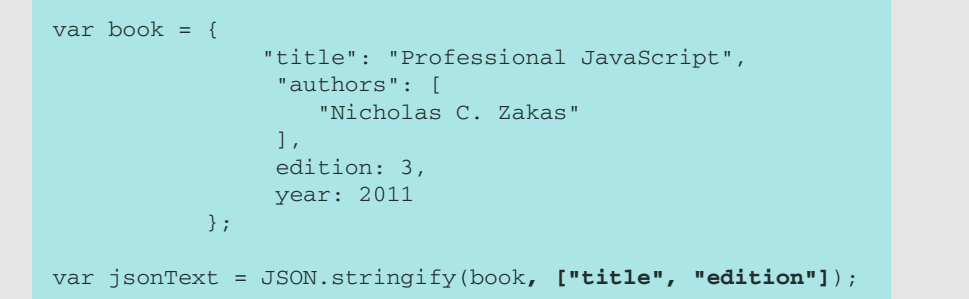 var book = {
"title": "Professional JavaScript",
"authors": [
"Nicholas C. Zakas"
],
edition: 3,
year: 2011
};
var jsonText = JSON.stringify(book, ["title", "edition"]);